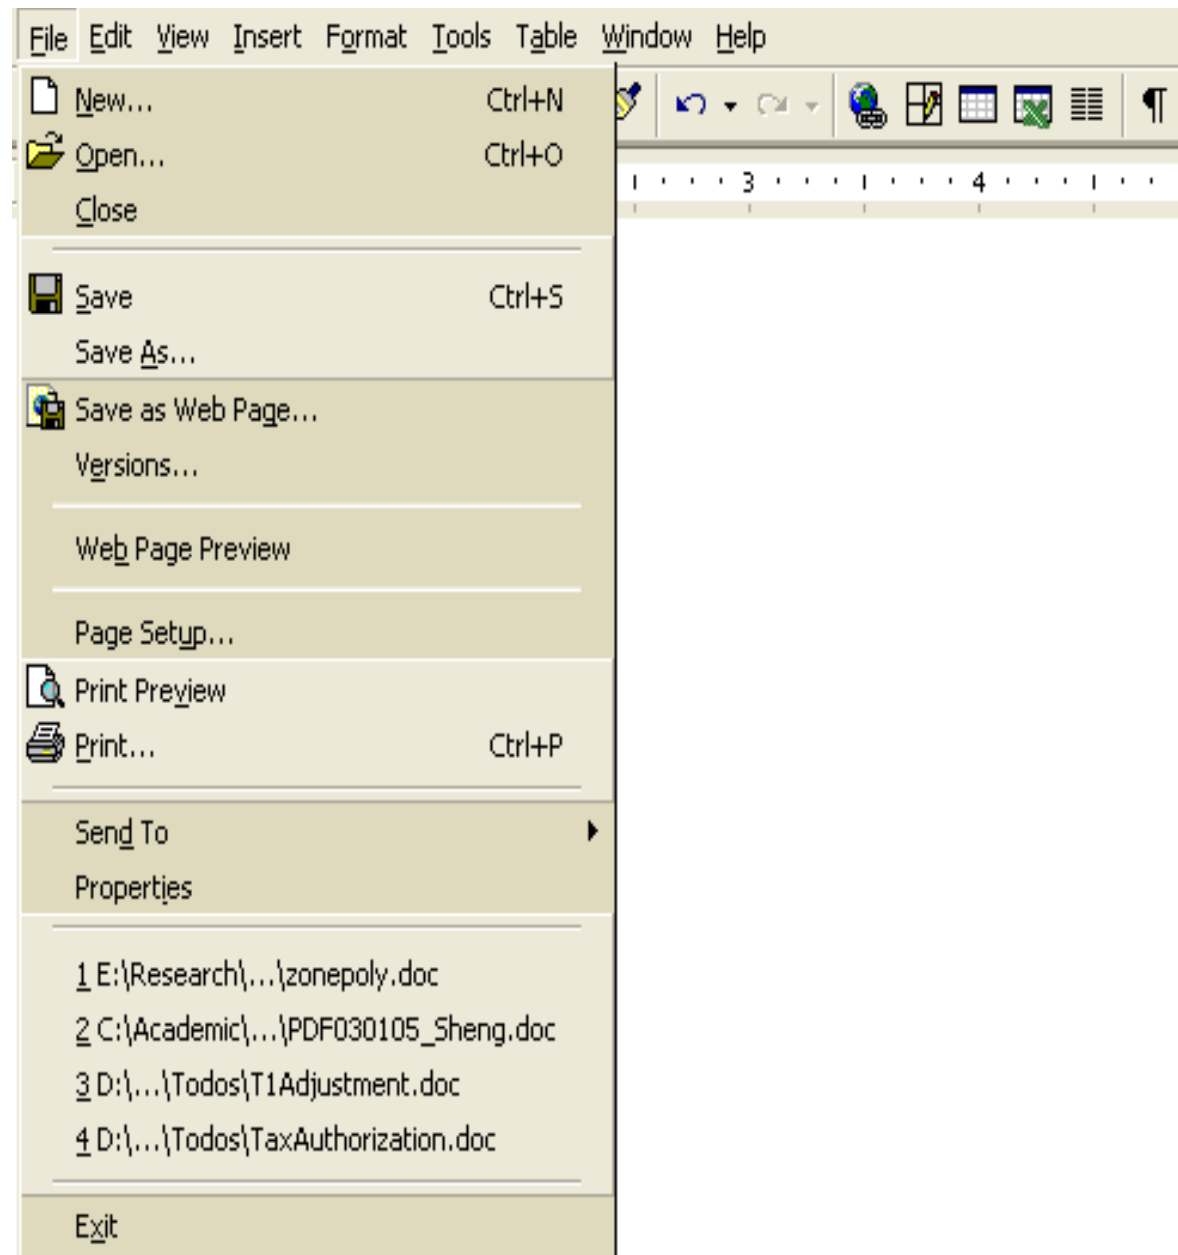 File Edit View Insert Format Tools Table Window Help
New... Ctrl+N
Open... Ctrl+O
3 4
Close
Save Ctrl+S
Save As...
Save as Web Page...
Versions...
Web Page Preview
Page Setup...
Print Preview
Print... Ctrl+P
Send To
Properties
1 E:\Research\...\zonepoly.doc
2 C:\Academic\...\PDF030105_Sheng.doc
3 D:\...\Todos\T1Adjustment.doc
4 D:\...\Todos\TaxAuthorization.doc
Exit